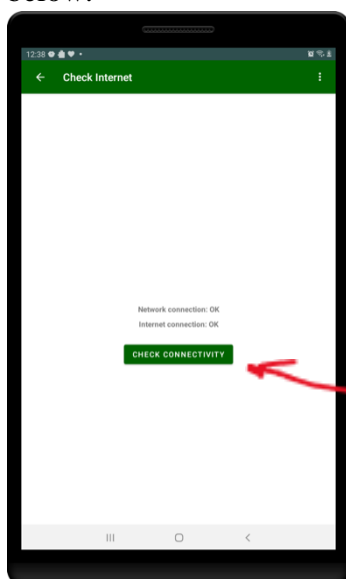 12:38
Check Internet
Network connection: OK
Internet connection: OK
CHECK CONNECTIVITY